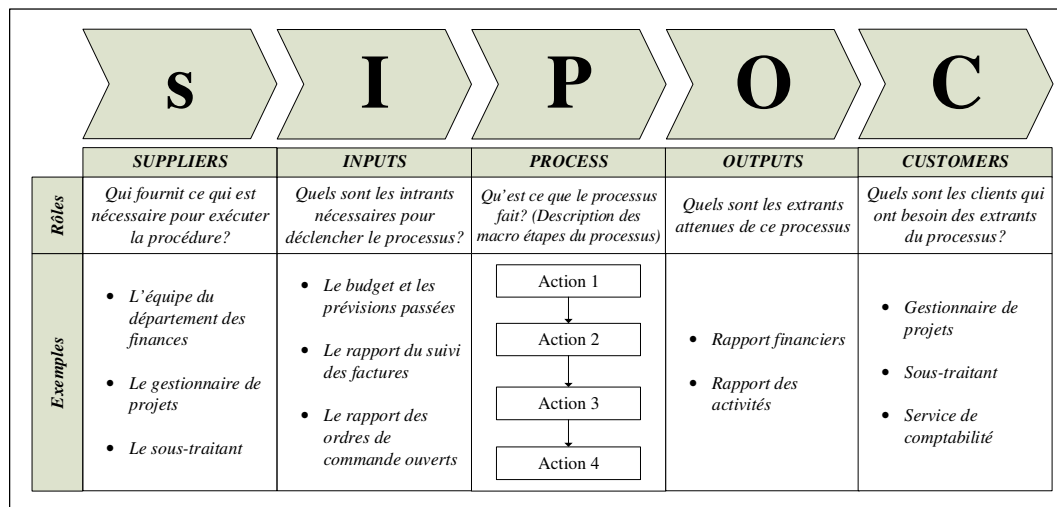 s I P O C
SUPPLIERS INPUTS PROCESS OUTPUTS CUSTOMERS
Rôles
Qui fournit ce qui est
nécessaire pour exécuter
la procédure?
Quels sont les intrants
nécessaires pour
déclencher le processus?
Qu'est ce que le processus
fait? (Description des
macro étapes du processus)
Quels sont les extrants
attenues de ce processus
Quels sont les clients qui
ont besoin des extrants
du processus?
Exemples
• L'équipe du
département des
finances
• Le gestionnaire de
projets
• Le sous-traitant
• Le budget et les
prévisions passées
• Le rapport du suivi
des factures
• Le rapport des
ordres de
commande ouverts
Action 1
Action 2
Action 3
Action 4
• Rapport financiers
• Rapport des
activités
• Gestionnaire de
projets
• Sous-traitant
• Service de
comptabilité